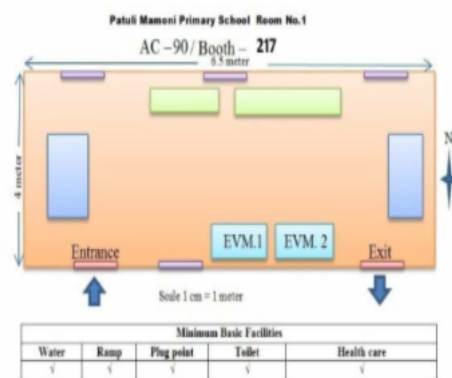 Patuli Mamoni Primary School Room No.1
AC -90/ Booth - 217
6.5 meter
4 meter
N
EVM.1 EVM. 2
Entrance Exit
Scale 1 cm = 1 meter
Minimum Basic Facilities
Water Ramp Plug point Toilet Health care
√ √ √ √ √